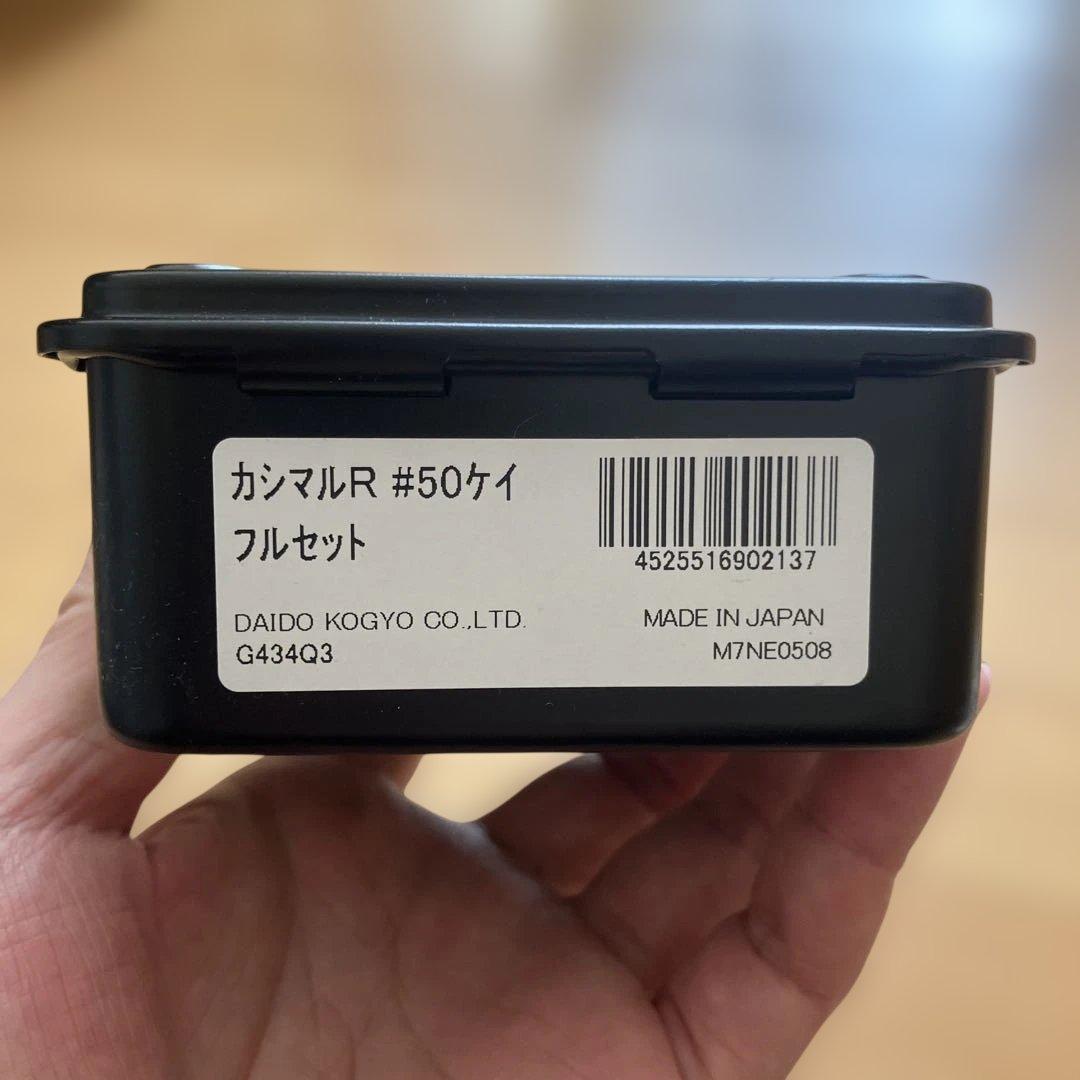 カシマルR #50ケイ
フルセット
4525516902137
DAIDO KOGYO CO.,LTD.
MADE IN JAPAN
G434Q3
M7NE0508